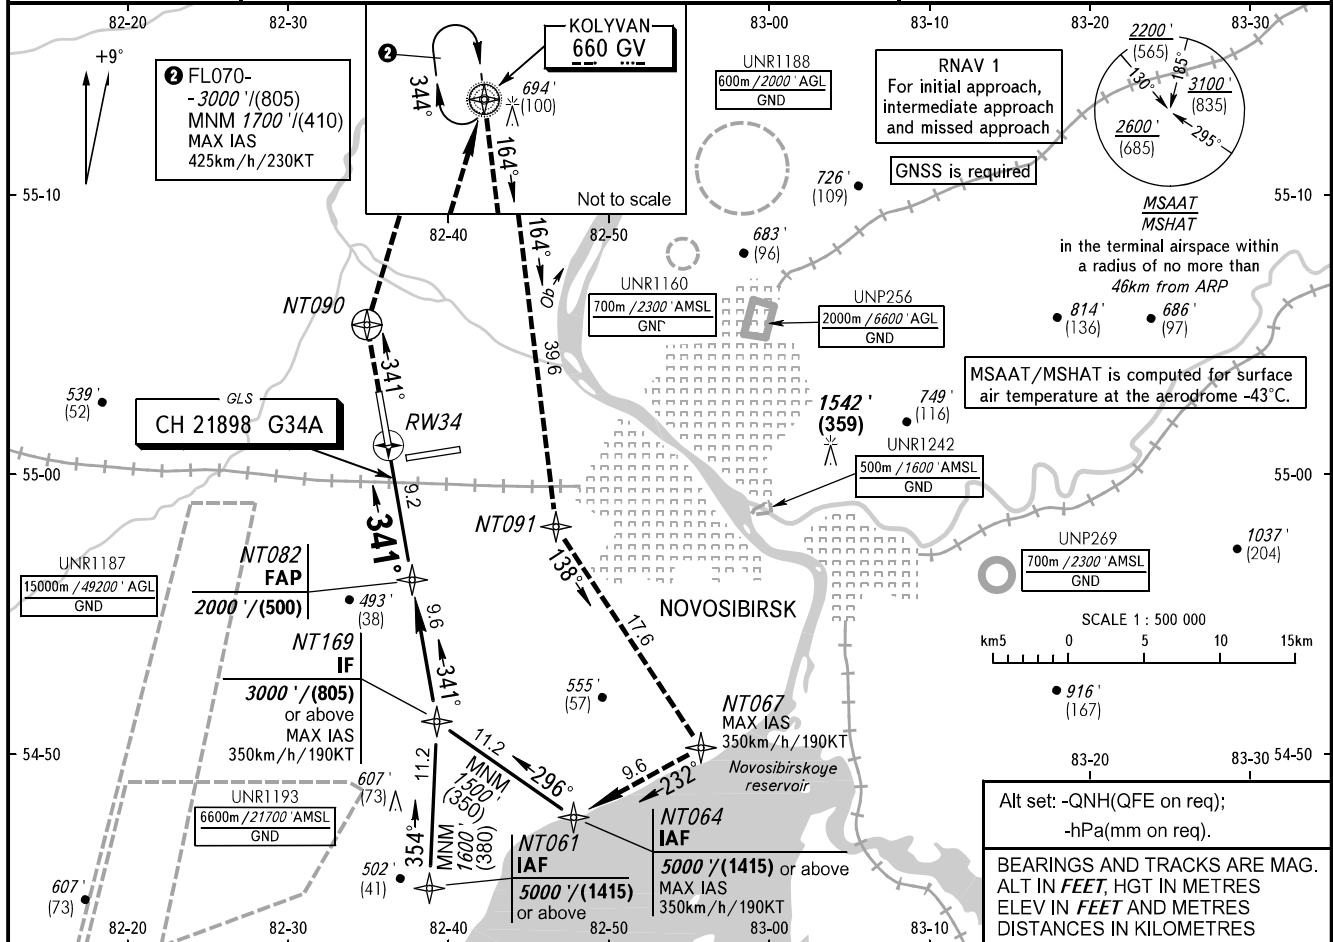 82-20
82-30
83-00
83-10
83-20
83-30
+9°
❷ FL070-
-3000'/(805)
MNM 1700'/(410)
MAX IAS
425km/h/230KT
❷
344°
KOLYVAN
660 GV
694'
(100)
164°
Not to scale
82-40
82-50
UNR1188
600m/2000'AGL
GND
RNAV 1
For initial approach,
intermediate approach
and missed approach
GNSS is required
2200'
(565)
185°
130°
3100'
(835)
2600'
(685)
295°
MSAAT
MSHAT
in the terminal airspace within
a radius of no more than
46km from ARP
55-10
55-10
726'
(109)
683'
(96)
164°
90
39.6
UNR1160
700m/2300'AMSL
GND
UNP256
2000m/6600'AGL
GND
814'
(136)
686'
(97)
MSAAT/MSHAT is computed for surface
air temperature at the aerodrome -43°C.
NT090
341°
539'
(52)
GLS
CH 21898 G34A
RW34
1542'
(359)
749'
(116)
UNR1242
500m/1600'AMSL
GND
55-00
55-00
9.2
341°
NT091
138°
17.6
1037'
(204)
UNP269
700m/2300'AMSL
GND
UNR1187
15000m/49200'AGL
GND
NT082
FAP
2000'/(500)
493'
(38)
9.6
341°
NOVOSIBIRSK
SCALE 1 : 500 000
km5
0
5
10
15km
NT169
IF
3000'/(805)
or above
MAX IAS
350km/h/190KT
555'
(57)
NT067
MAX IAS
350km/h/190KT
916'
(167)
54-50
54-50
83-20
83-30
11.2
296°
MNM
1500'
(350)
9.6
232°
Novosibirskoye
reservoir
607'
(73)
11.2
354°
MNM
1600'
(380)
UNR1193
6600m/21700'AMSL
GND
NT064
IAF
5000'/(1415) or above
MAX IAS
350km/h/190KT
NT061
IAF
5000'/(1415)
or above
502'
(41)
607'
(73)
Alt set: -QNH(QFE on req);
-hPa(mm on req).
BEARINGS AND TRACKS ARE MAG.
ALT IN FEET, HGT IN METRES
ELEV IN FEET AND METRES
DISTANCES IN KILOMETRES
82-20
82-30
82-40
82-50
83-00
83-10